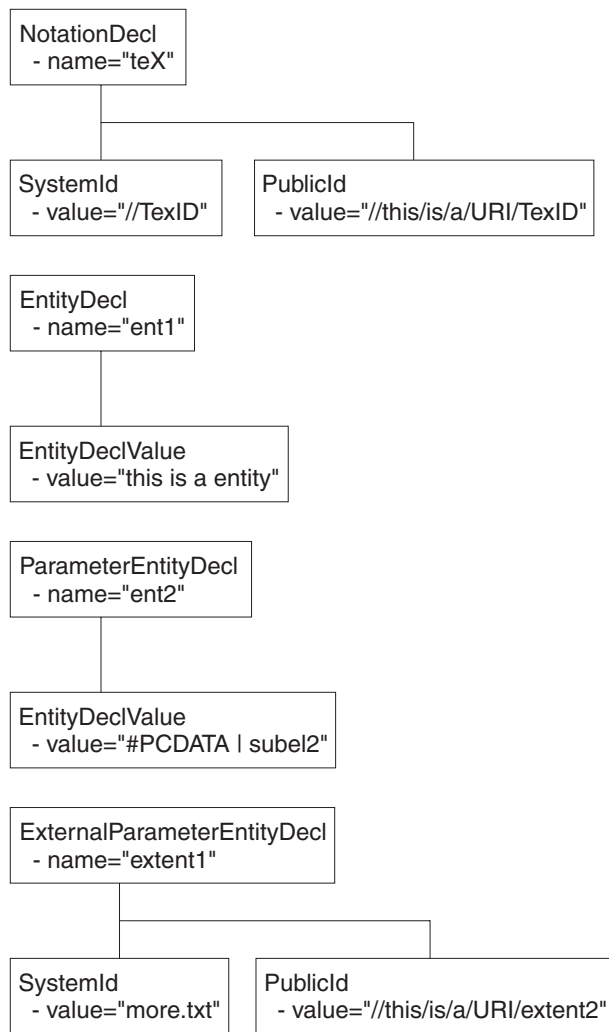 NotationDecl
- name="teX"
SystemId
- value="//TexID"
PublicId
- value="//this/is/a/URI/TexID"
EntityDecl
- name="ent1"
EntityDeclValue
- value="this is a entity"
ParameterEntityDecl
- name="ent2"
EntityDeclValue
- value="#PCDATA | subel2"
ExternalParameterEntityDecl
- name="extent1"
SystemId
- value="more.txt"
PublicId
- value="//this/is/a/URI/extent2"